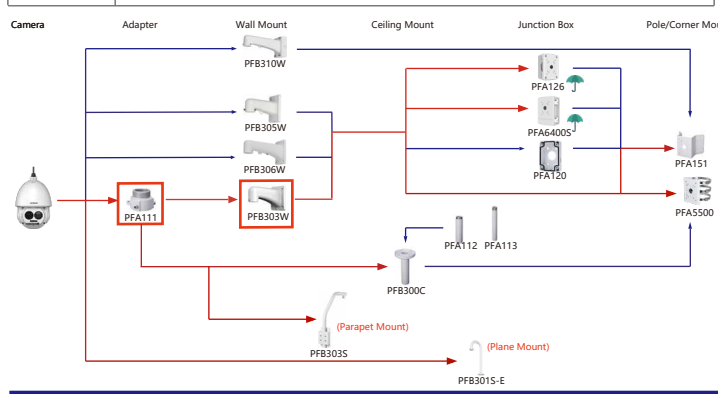 Camera Adapter Wall Mount Ceiling Mount Junction Box Pole/Corner Mou
PFB310W
PFA126
PFB305W
PFA6400S
PFB306W
PFA120
PFA151
PFA111
PFB303W
PFA5500
PFA112 PFA113
PFB300C
(Parapet Mount)
PFB303S
(Plane Mount)
PFB301S-E